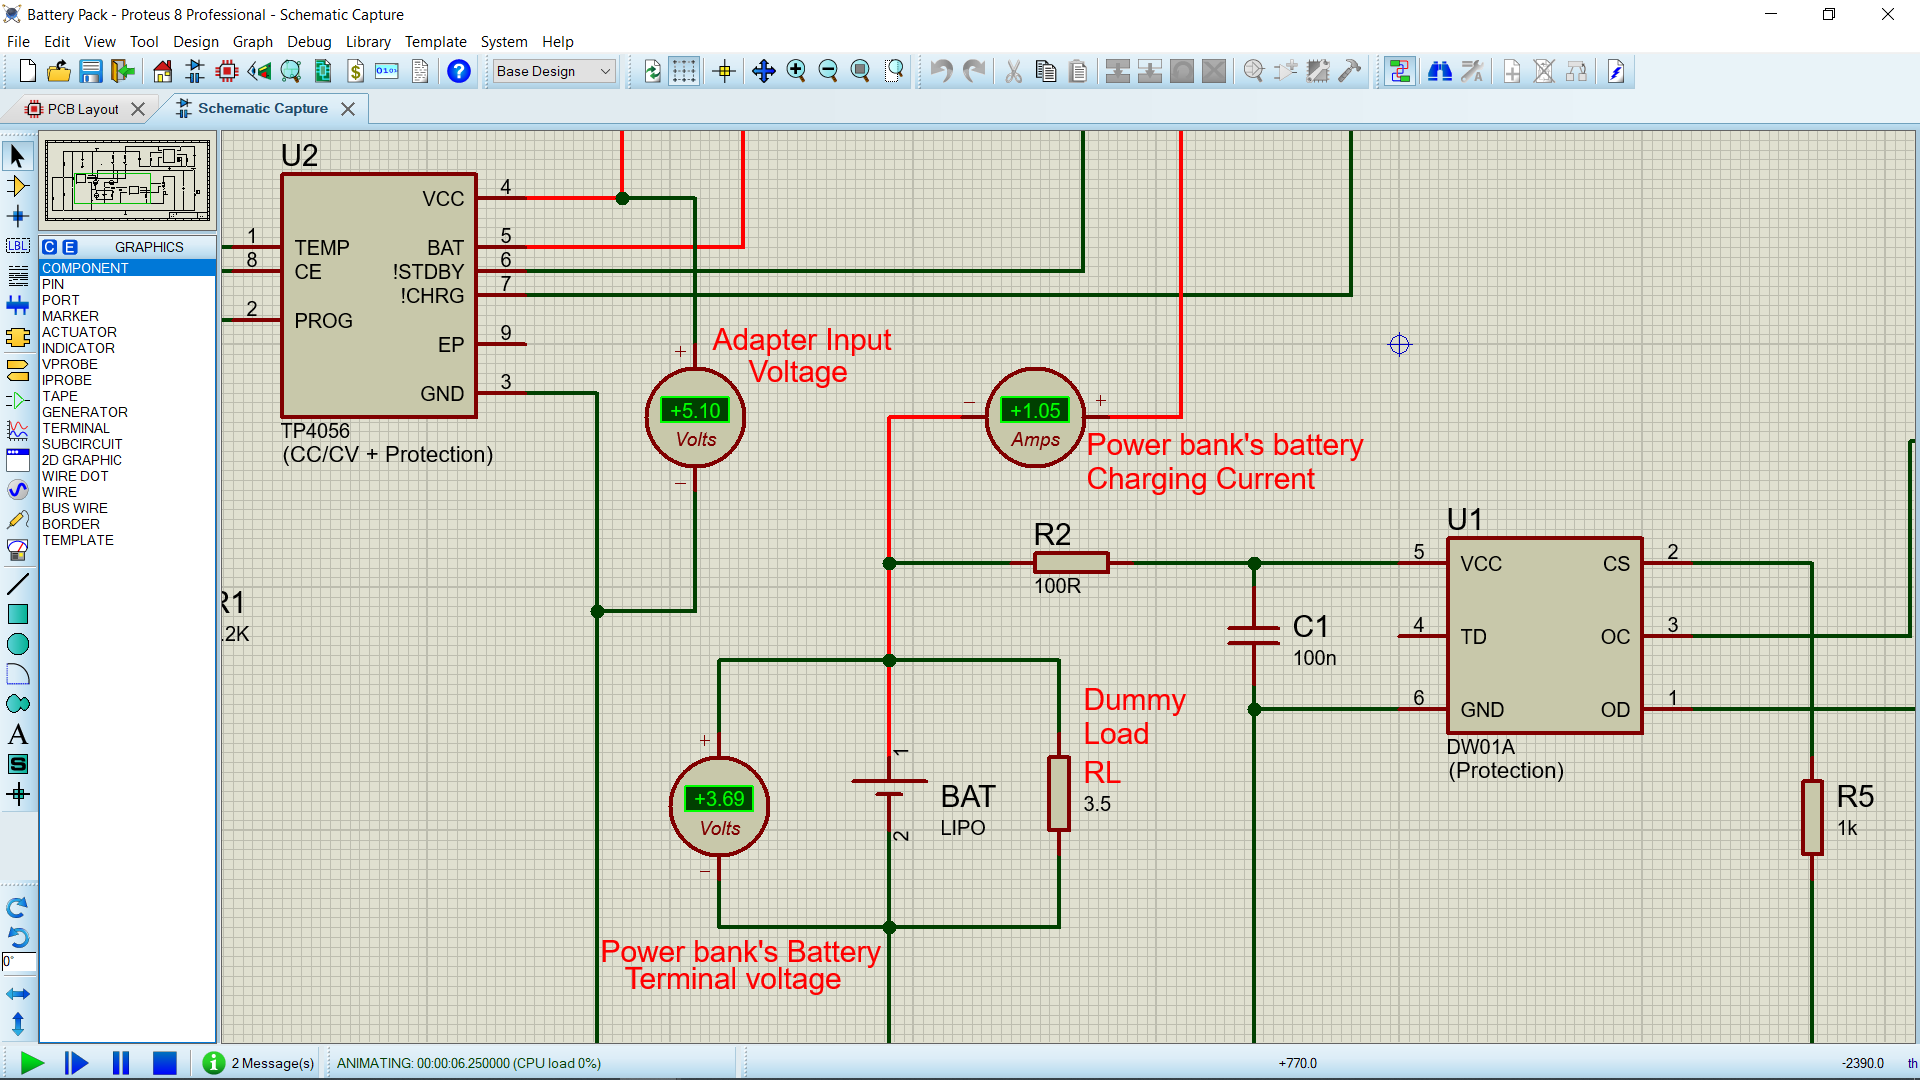 Battery Pack - Proteus 8 Professional - Schematic Capture
File Edit View Tool Design Graph Debug Library Template System Help
Base Design
PCB Layout
Schematic Capture
C E GRAPHICS
COMPONENT
PIN
PORT
MARKER
ACTUATOR
INDICATOR
VPROBE
IPROBE
TAPE
GENERATOR
TERMINAL
SUBCIRCUIT
2D GRAPHIC
WIRE DOT
WIRE
BUS WIRE
BORDER
TEMPLATE
LBL
A
S
0°
U2
VCC 4
1 TEMP
BAT 5
8 CE
!STDBY 6
!CHRG 7
2 PROG
EP 9
GND 3
TP4056
(CC/CV + Protection)
Adapter Input
Voltage
+
+5.10
Volts
−
− +
+1.05
Amps
Power bank's battery
Charging Current
R2
100R
C1
100n
U1
5 VCC CS 2
4 TD OC 3
6 GND OD 1
DW01A
(Protection)
R5
1k
R1
.2K
Dummy
Load
RL
3.5
+
+3.69
Volts
−
1
BAT
LIPO
2
Power bank's Battery
Terminal voltage
2 Message(s)
ANIMATING: 00:00:06.250000 (CPU load 0%)
+770.0
-2390.0
th